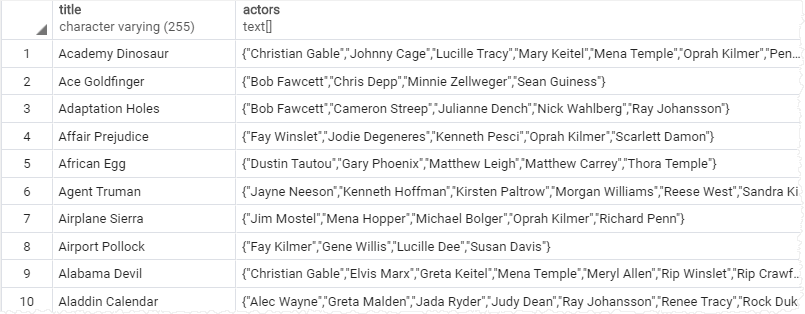 title actors
character varying (255) text[]
1 Academy Dinosaur {"Christian Gable","Johnny Cage","Lucille Tracy","Mary Keitel","Mena Temple","Oprah Kilmer","Pen...
2 Ace Goldfinger {"Bob Fawcett","Chris Depp","Minnie Zellweger","Sean Guiness"}
3 Adaptation Holes {"Bob Fawcett","Cameron Streep","Julianne Dench","Nick Wahlberg","Ray Johansson"}
4 Affair Prejudice {"Fay Winslet","Jodie Degeneres","Kenneth Pesci","Oprah Kilmer","Scarlett Damon"}
5 African Egg {"Dustin Tautou","Gary Phoenix","Matthew Leigh","Matthew Carrey","Thora Temple"}
6 Agent Truman {"Jayne Neeson","Kenneth Hoffman","Kirsten Paltrow","Morgan Williams","Reese West","Sandra Ki
7 Airplane Sierra {"Jim Mostel","Mena Hopper","Michael Bolger","Oprah Kilmer","Richard Penn"}
8 Airport Pollock {"Fay Kilmer","Gene Willis","Lucille Dee","Susan Davis"}
9 Alabama Devil {"Christian Gable","Elvis Marx","Greta Keitel","Mena Temple","Meryl Allen","Rip Winslet","Rip Crawf...
10 Aladdin Calendar {"Alec Wayne","Greta Malden","Jada Ryder","Judy Dean","Ray Johansson","Renee Tracy","Rock Duk